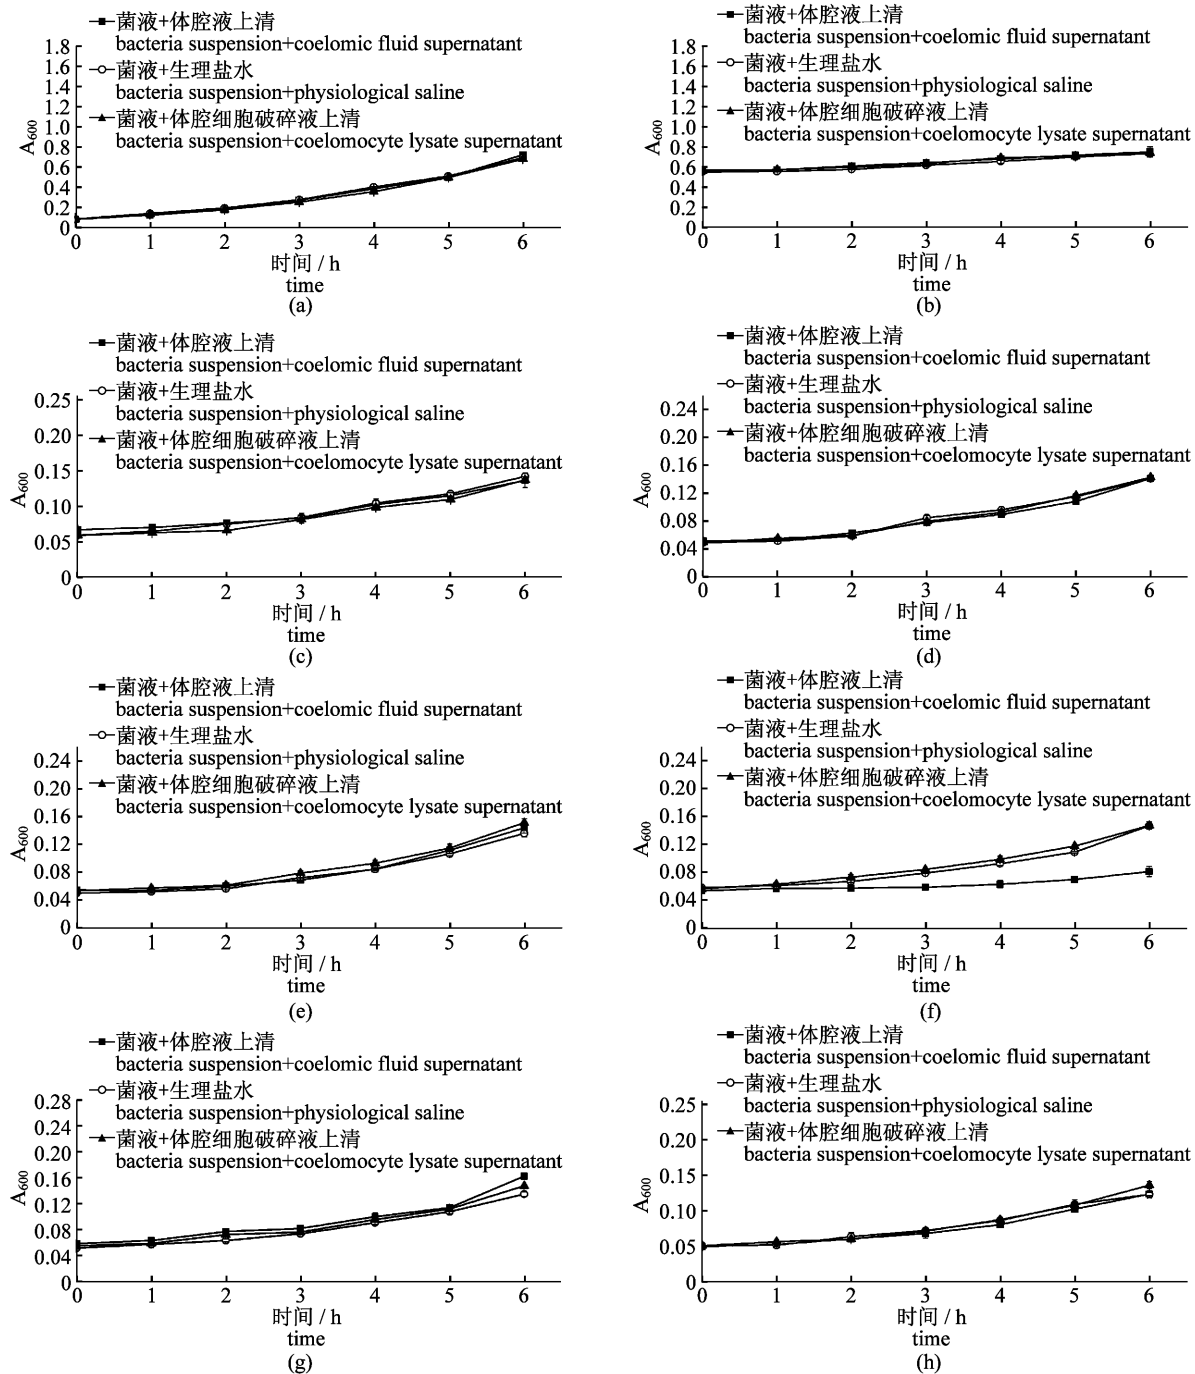 菌液+体腔液上清
bacteria suspension+coelomic fluid supernatant
菌液+生理盐水
bacteria suspension+physiological saline
菌液+体腔细胞破碎液上清
bacteria suspension+coelomocyte lysate supernatant
1.8
1.6
1.4
1.2
1.0
0.8
0.6
0.4
0.2
0
A600
0 1 2 3 4 5 6
时间 / h
time
(a)
菌液+体腔液上清
bacteria suspension+coelomic fluid supernatant
菌液+生理盐水
bacteria suspension+physiological saline
菌液+体腔细胞破碎液上清
bacteria suspension+coelomocyte lysate supernatant
1.8
1.6
1.4
1.2
1.0
0.8
0.6
0.4
0.2
0
A600
0 1 2 3 4 5 6
时间 / h
time
(b)
菌液+体腔液上清
bacteria suspension+coelomic fluid supernatant
菌液+生理盐水
bacteria suspension+physiological saline
菌液+体腔细胞破碎液上清
bacteria suspension+coelomocyte lysate supernatant
0.25
0.20
0.15
0.10
0.05
0
A600
0 1 2 3 4 5 6
时间 / h
time
(c)
菌液+体腔液上清
bacteria suspension+coelomic fluid supernatant
菌液+生理盐水
bacteria suspension+physiological saline
菌液+体腔细胞破碎液上清
bacteria suspension+coelomocyte lysate supernatant
0.24
0.20
0.16
0.12
0.08
0.04
0
A600
0 1 2 3 4 5 6
时间 / h
time
(d)
菌液+体腔液上清
bacteria suspension+coelomic fluid supernatant
菌液+生理盐水
bacteria suspension+physiological saline
菌液+体腔细胞破碎液上清
bacteria suspension+coelomocyte lysate supernatant
0.24
0.20
0.16
0.12
0.08
0.04
0
A600
0 1 2 3 4 5 6
时间 / h
time
(e)
菌液+体腔液上清
bacteria suspension+coelomic fluid supernatant
菌液+生理盐水
bacteria suspension+physiological saline
菌液+体腔细胞破碎液上清
bacteria suspension+coelomocyte lysate supernatant
0.24
0.20
0.16
0.12
0.08
0.04
0
A600
0 1 2 3 4 5 6
时间 / h
time
(f)
菌液+体腔液上清
bacteria suspension+coelomic fluid supernatant
菌液+生理盐水
bacteria suspension+physiological saline
菌液+体腔细胞破碎液上清
bacteria suspension+coelomocyte lysate supernatant
0.28
0.24
0.20
0.16
0.12
0.08
0.04
0
A600
0 1 2 3 4 5 6
时间 / h
time
(g)
菌液+体腔液上清
bacteria suspension+coelomic fluid supernatant
菌液+生理盐水
bacteria suspension+physiological saline
菌液+体腔细胞破碎液上清
bacteria suspension+coelomocyte lysate supernatant
0.25
0.20
0.15
0.10
0.05
0
A600
0 1 2 3 4 5 6
时间 / h
time
(h)